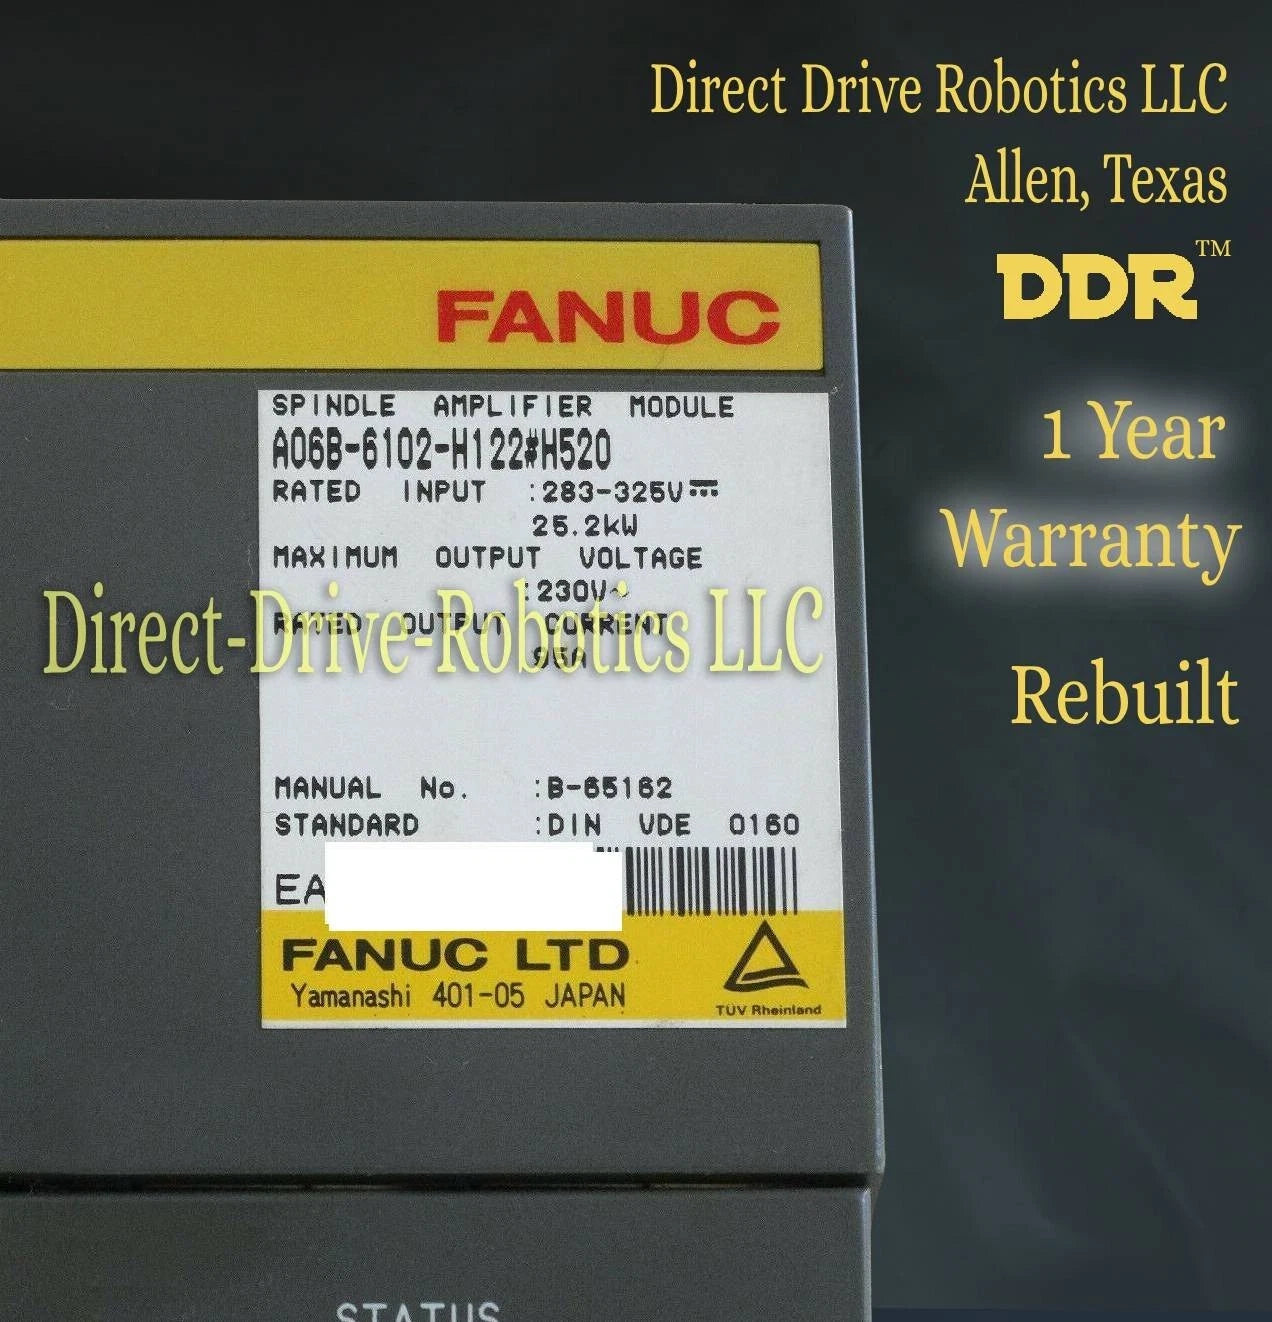 Direct Drive Robotics LLC
Allen, Texas
DDR™
1 Year
Warranty
Rebuilt
FANUC
SPINDLE AMPLIFIER MODULE
A06B-6102-H122#H520
RATED INPUT :283-325V⎓
25.2kW
MAXIMUM OUTPUT VOLTAGE
:230V~
Direct-Drive-Robotics LLC
RATED OUTPUT CURRENT
95A
MANUAL No. :B-65162
STANDARD :DIN VDE 0160
EA
FANUC LTD
Yamanashi 401-05 JAPAN
TÜV Rheinland
STATUS